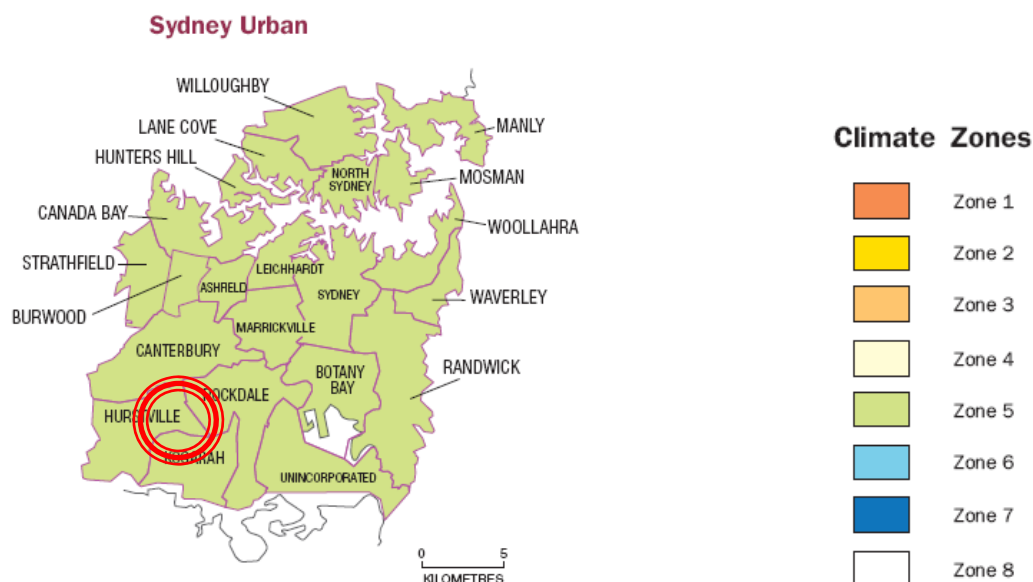 Sydney Urban
WILLOUGHBY
LANE COVE
MANLY
HUNTERS HILL
NORTH
SYDNEY
MOSMAN
CANADA BAY
WOOLLAHRA
STRATHFIELD
LEICHHARDT
ASHFIELD
SYDNEY
WAVERLEY
BURWOOD
MARRICKVILLE
CANTERBURY
BOTANY
BAY
RANDWICK
ROCKDALE
HURSTVILLE
KOGARAH
UNINCORPORATED
0 5
KILOMETRES
Climate Zones
Zone 1
Zone 2
Zone 3
Zone 4
Zone 5
Zone 6
Zone 7
Zone 8